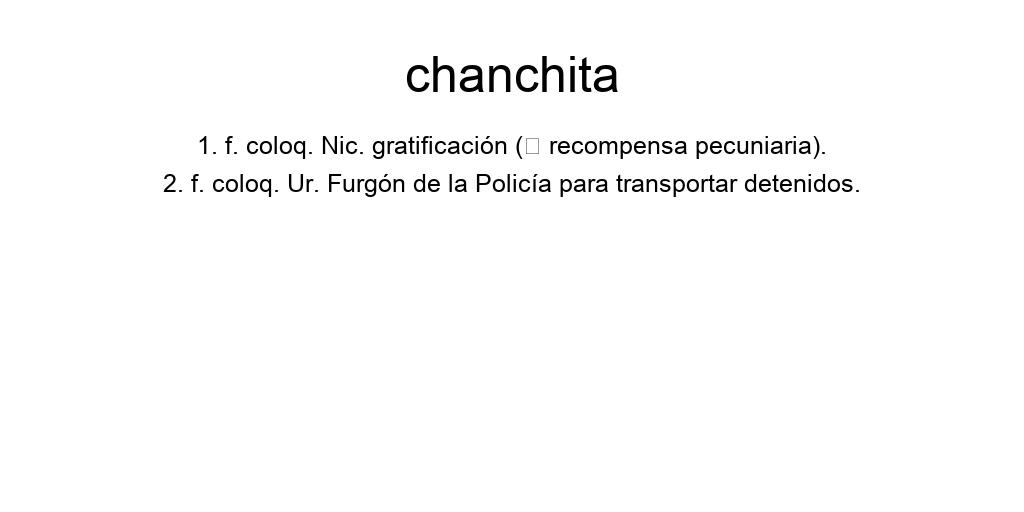 chanchita
1. f. coloq. Nic. gratificación (□ recompensa pecuniaria).
2. f. coloq. Ur. Furgón de la Policía para transportar detenidos.